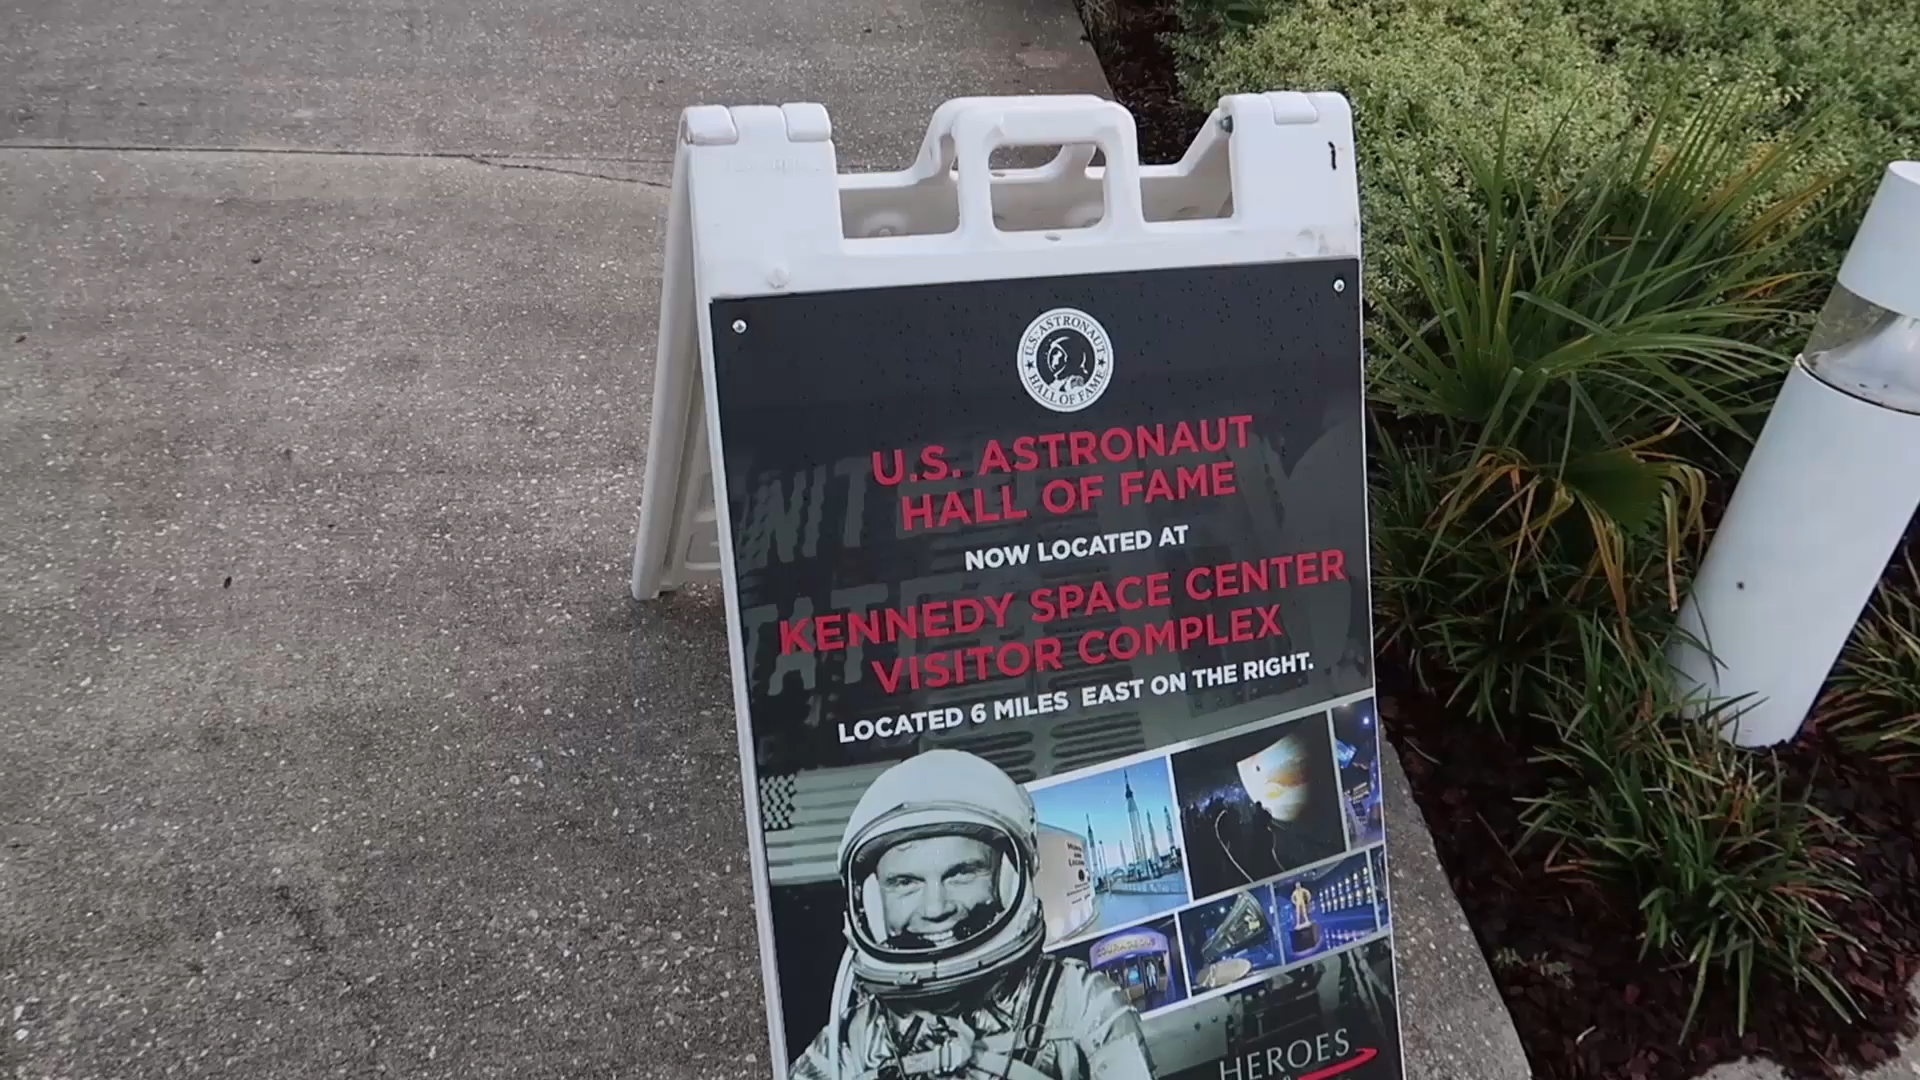 U.S. ASTRONAUT
HALL OF FAME
U.S. ASTRONAUT
HALL OF FAME
NOW LOCATED AT
KENNEDY SPACE CENTER
VISITOR COMPLEX
LOCATED 6 MILES EAST ON THE RIGHT.
HEROES